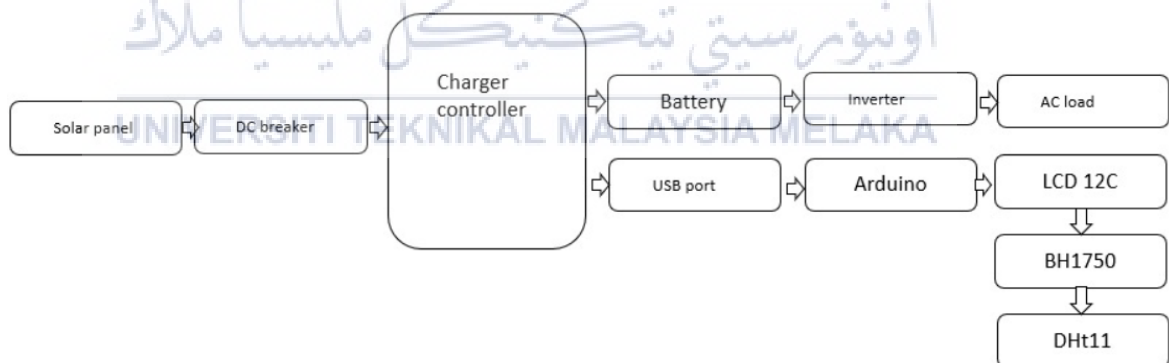 اونيۏرسيتي تيكنيكل مليسيا ملاك
UNIVERSITI TEKNIKAL MALAYSIA MELAKA
Solar panel
DC breaker
Charger
controller
Battery
Inverter
AC load
USB port
Arduino
LCD 12C
BH1750
DHt11